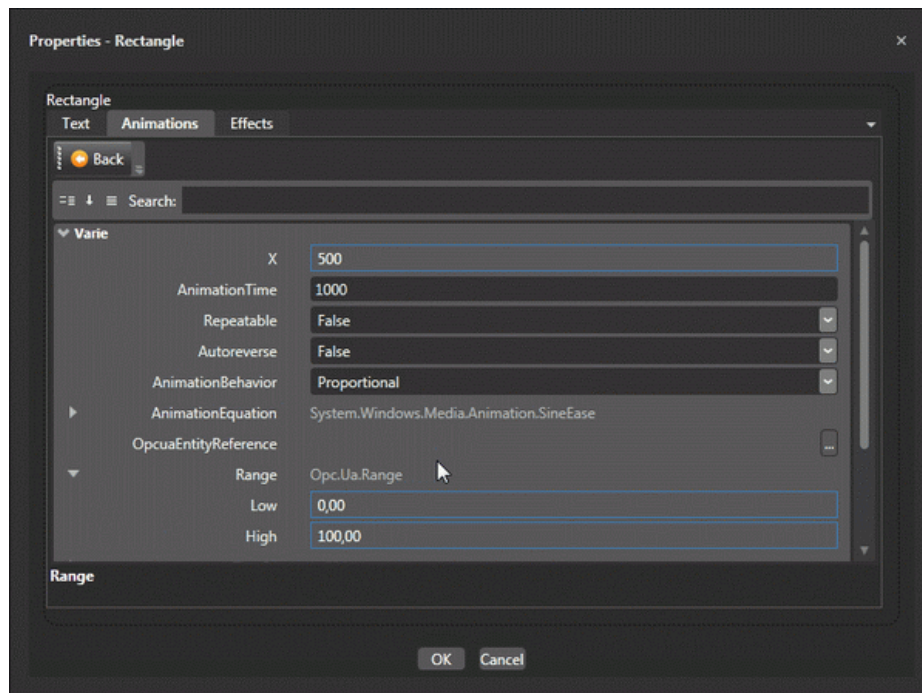 Properties - Rectangle
Rectangle
Text Animations Effects
Back
Search:
Varie
X 500
AnimationTime 1000
Repeatable False
Autoreverse False
AnimationBehavior Proportional
AnimationEquation System.Windows.Media.Animation.SineEase
OpcuaEntityReference ...
Range Opc.Ua.Range
Low 0,00
High 100,00
Range
OK Cancel